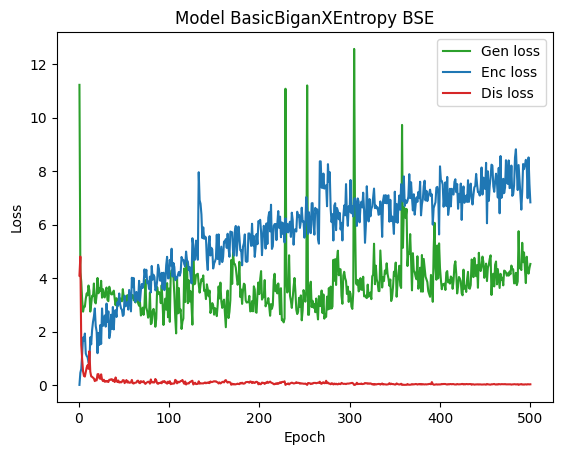 Model BasicBiganXEntropy BSE
Gen loss
Enc loss
Dis loss
Loss
12
10
8
6
4
2
0
0 100 200 300 400 500
Epoch